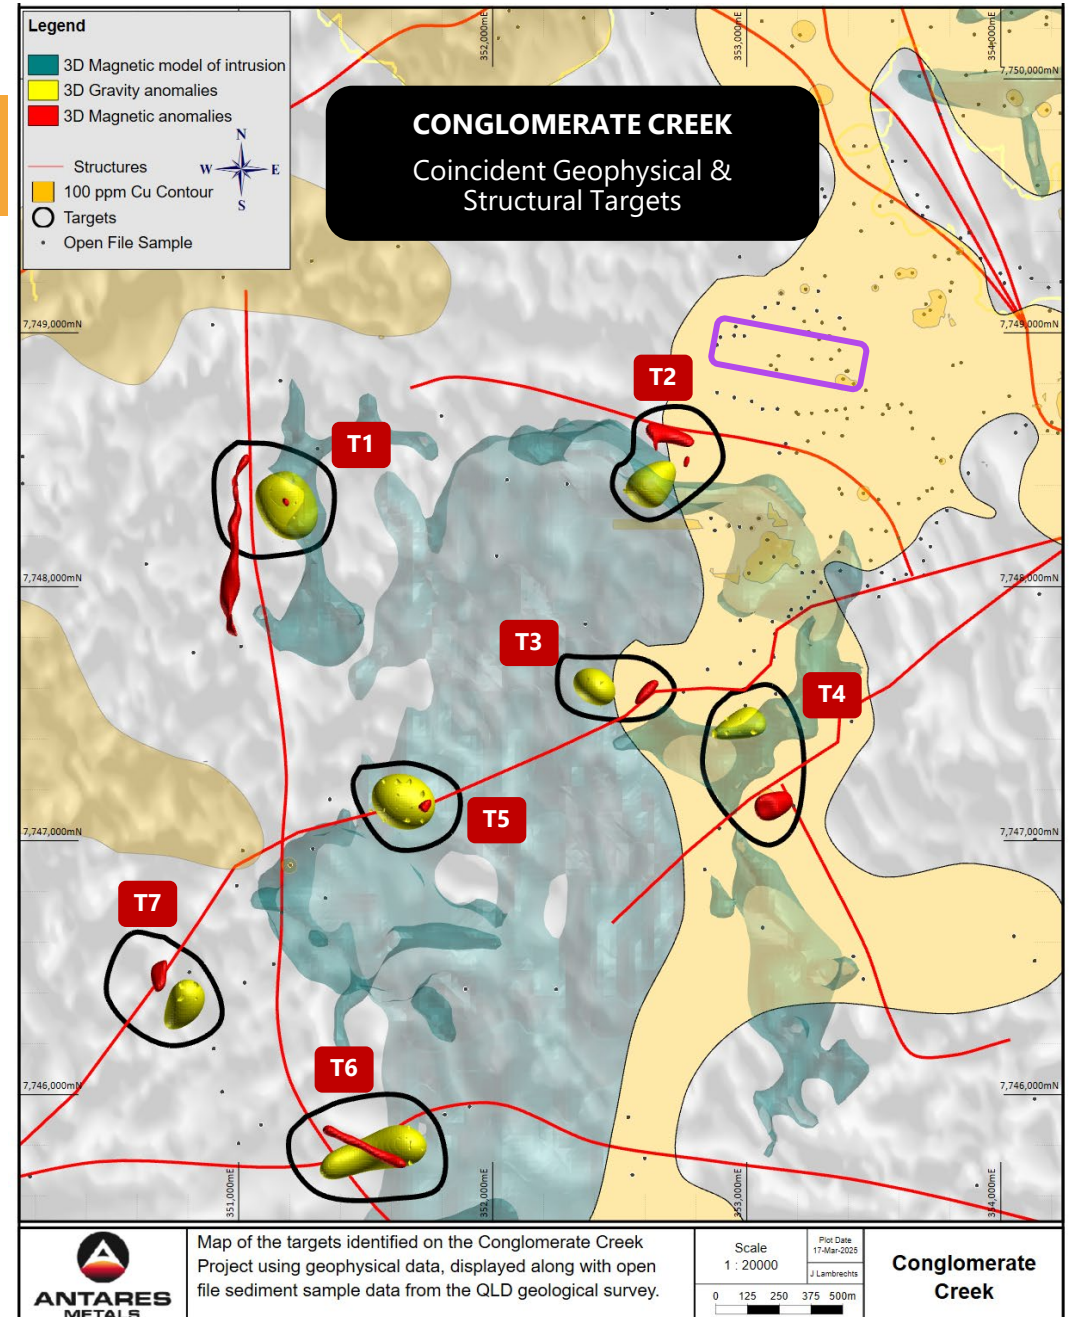 Legend
3D Magnetic model of intrusion
3D Gravity anomalies
3D Magnetic anomalies
N
W
E
S
Structures
100 ppm Cu Contour
Targets
Open File Sample
352,000mE
353,000mE
354,000mE
7,750,000mN
CONGLOMERATE CREEK
Coincident Geophysical &
Structural Targets
7,749,000mN
7,749,000mN
T2
T1
7,748,000mN
7,748,000mN
T3
T4
T5
7,747,000mN
7,747,000mN
T7
T6
7,746,000mN
7,746,000mN
351,000mE
352,000mE
353,000mE
354,000mE
ANTARES
METALS
Map of the targets identified on the Conglomerate Creek
Project using geophysical data, displayed along with open
file sediment sample data from the QLD geological survey.
Scale
1 : 20000
Plot Date
17-Mar-2025
J Lambrechts
0 125 250 375 500m
Conglomerate
Creek